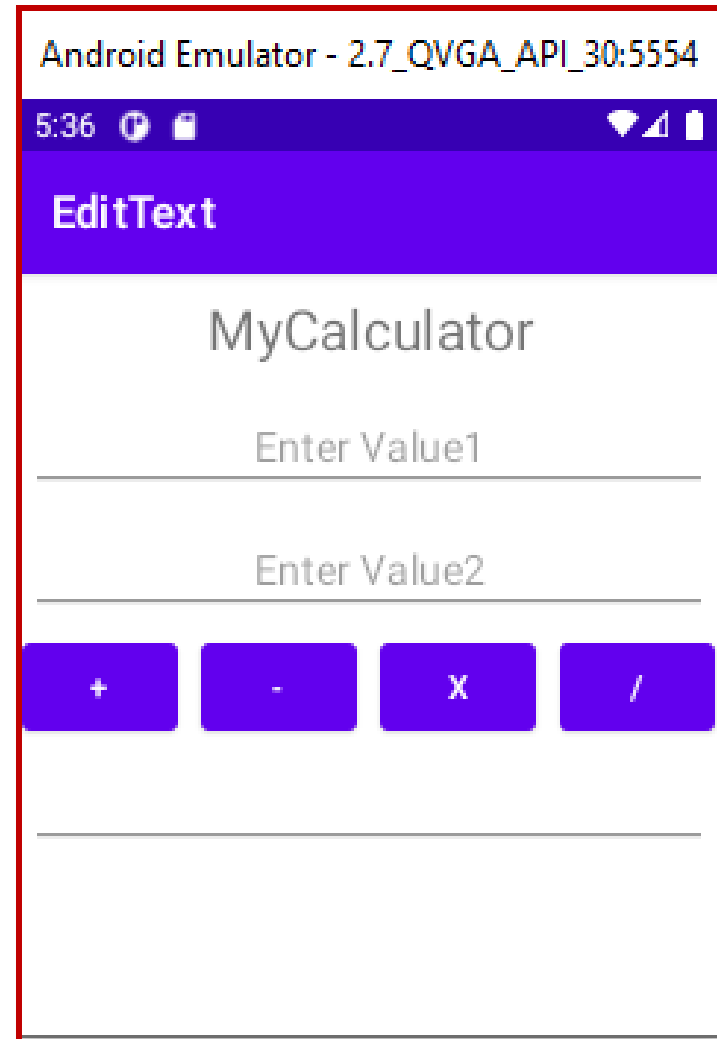 Android Emulator - 2.7_QVGA_API_30:5554
5:36
EditText
MyCalculator
Enter Value1
Enter Value2
+ - X /